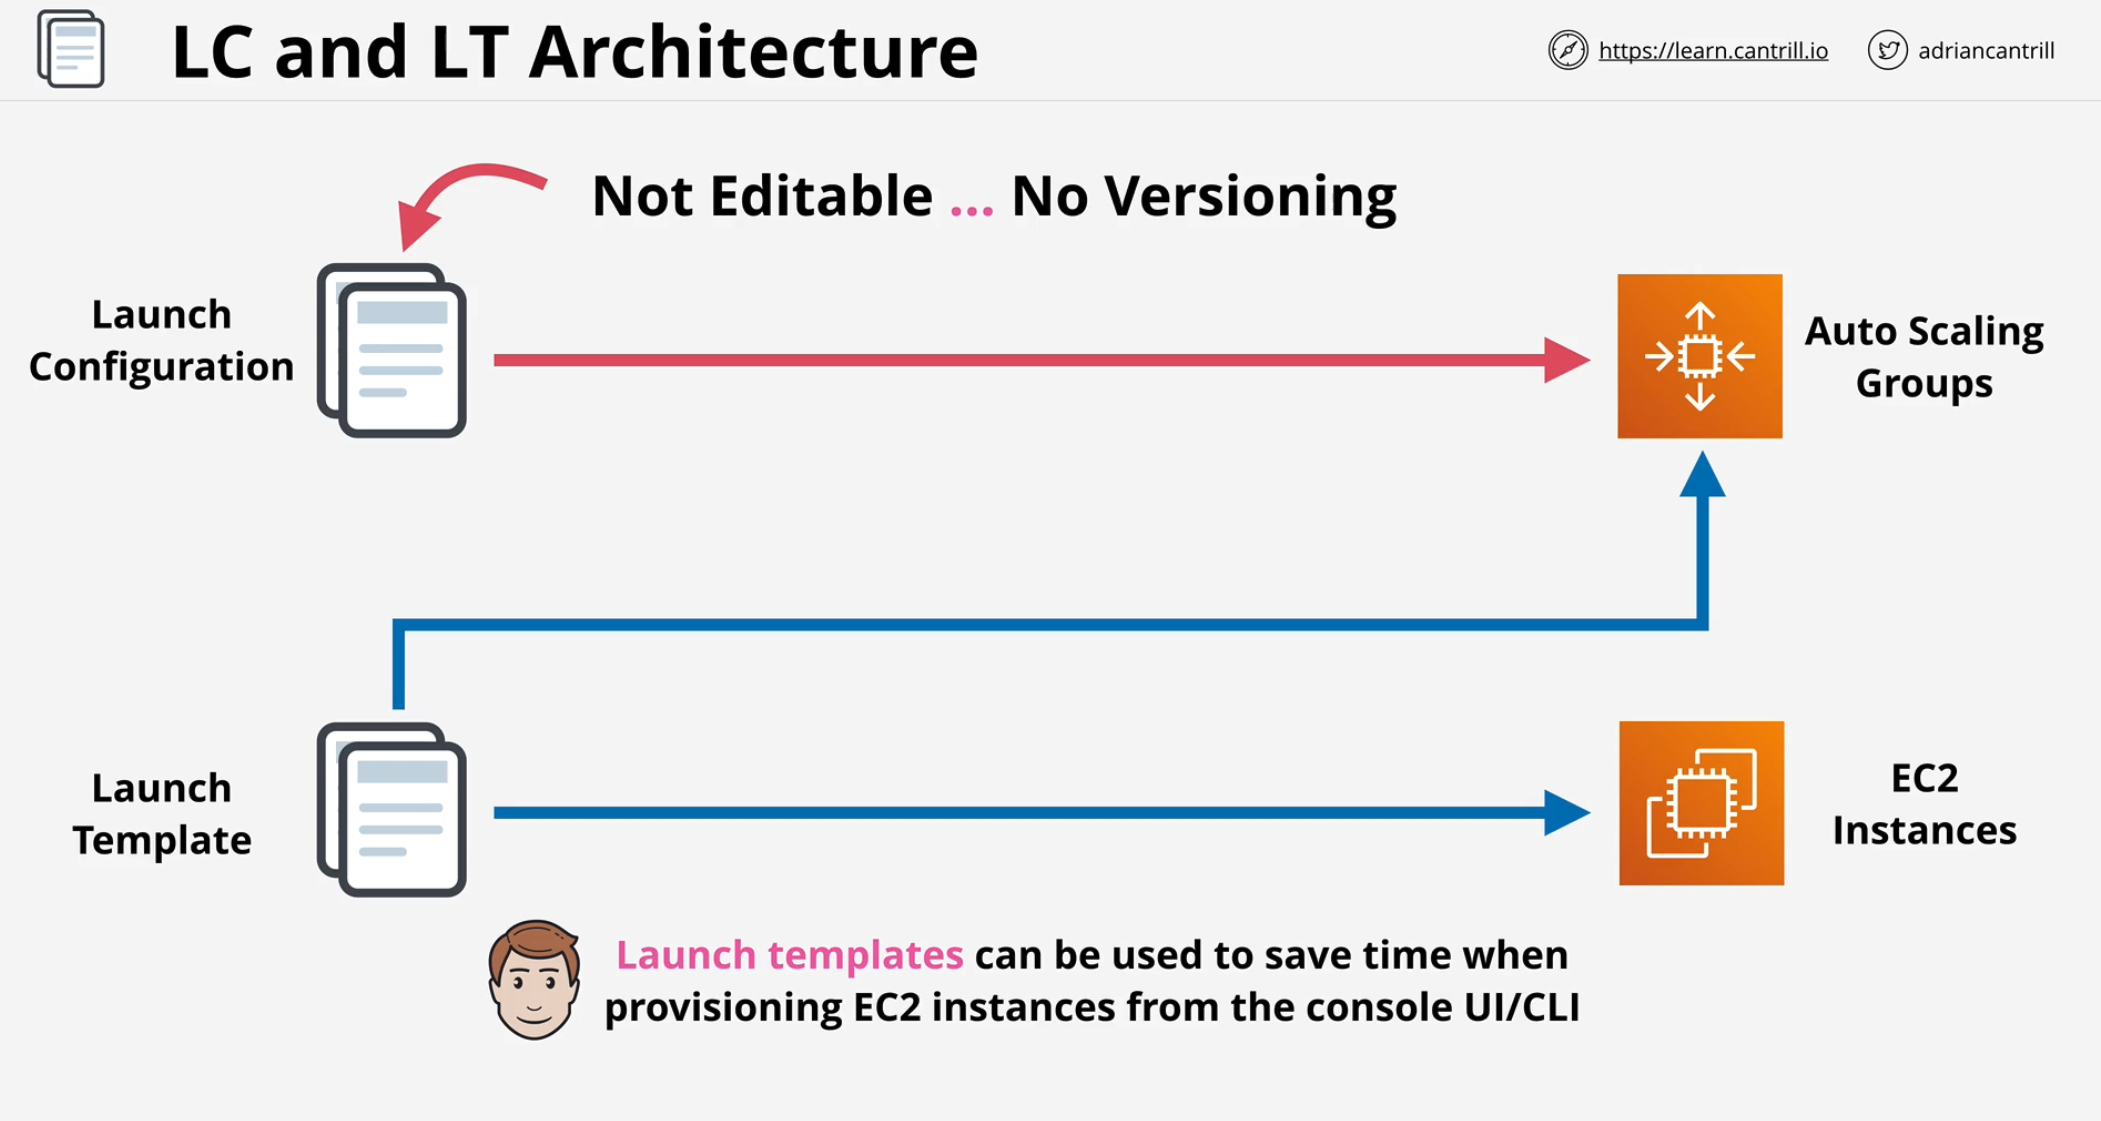 LC and LT Architecture
https://learn.cantrill.io
adriancantrill
Not Editable ... No Versioning
Launch
Configuration
Auto Scaling
Groups
Launch
Template
EC2
Instances
Launch templates can be used to save time when
provisioning EC2 instances from the console UI/CLI